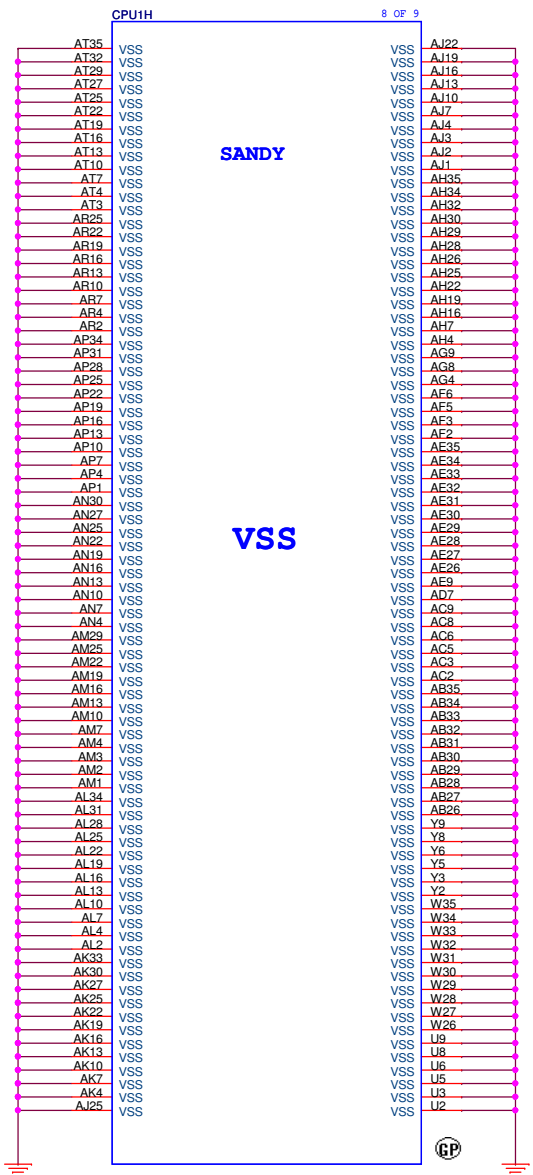 CPU1H 8 OF 9
AT35 VSS VSS AJ22
AT32 VSS VSS AJ19
AT29 VSS VSS AJ16
AT27 VSS VSS AJ13
AT25 VSS VSS AJ10
AT22 VSS VSS AJ7
AT19 VSS VSS AJ4
AT16 VSS VSS AJ3
AT13 VSS SANDY VSS AJ2
AT10 VSS VSS AJ1
AT7 VSS VSS AH35
AT4 VSS VSS AH34
AT3 VSS VSS AH32
AR25 VSS VSS AH30
AR22 VSS VSS AH29
AR19 VSS VSS AH28
AR16 VSS VSS AH26
AR13 VSS VSS AH25
AR10 VSS VSS AH22
AR7 VSS VSS AH19
AR4 VSS VSS AH16
AR2 VSS VSS AH7
AP34 VSS VSS AH4
AP31 VSS VSS AG9
AP28 VSS VSS AG8
AP25 VSS VSS AG4
AP22 VSS VSS AF6
AP19 VSS VSS AF5
AP16 VSS VSS AF3
AP13 VSS VSS AF2
AP10 VSS VSS AE35
AP7 VSS VSS AE34
AP4 VSS VSS AE33
AP1 VSS VSS AE32
AN30 VSS VSS AE31
AN27 VSS VSS AE30
AN25 VSS VSS AE29
AN22 VSS VSS VSS AE28
AN19 VSS VSS AE27
AN16 VSS VSS AE26
AN13 VSS VSS AE9
AN10 VSS VSS AD7
AN7 VSS VSS AC9
AN4 VSS VSS AC8
AM29 VSS VSS AC6
AM25 VSS VSS AC5
AM22 VSS VSS AC3
AM19 VSS VSS AC2
AM16 VSS VSS AB35
AM13 VSS VSS AB34
AM10 VSS VSS AB33
AM7 VSS VSS AB32
AM4 VSS VSS AB31
AM3 VSS VSS AB30
AM2 VSS VSS AB29
AM1 VSS VSS AB28
AL34 VSS VSS AB27
AL31 VSS VSS AB26
AL28 VSS VSS Y9
AL25 VSS VSS Y8
AL22 VSS VSS Y6
AL19 VSS VSS Y5
AL16 VSS VSS Y3
AL13 VSS VSS Y2
AL10 VSS VSS W35
AL7 VSS VSS W34
AL4 VSS VSS W33
AL2 VSS VSS W32
AK33 VSS VSS W31
AK30 VSS VSS W30
AK27 VSS VSS W29
AK25 VSS VSS W28
AK22 VSS VSS W27
AK19 VSS VSS W26
AK16 VSS VSS U9
AK13 VSS VSS U8
AK10 VSS VSS U6
AK7 VSS VSS U5
AK4 VSS VSS U3
AJ25 VSS VSS U2
GP